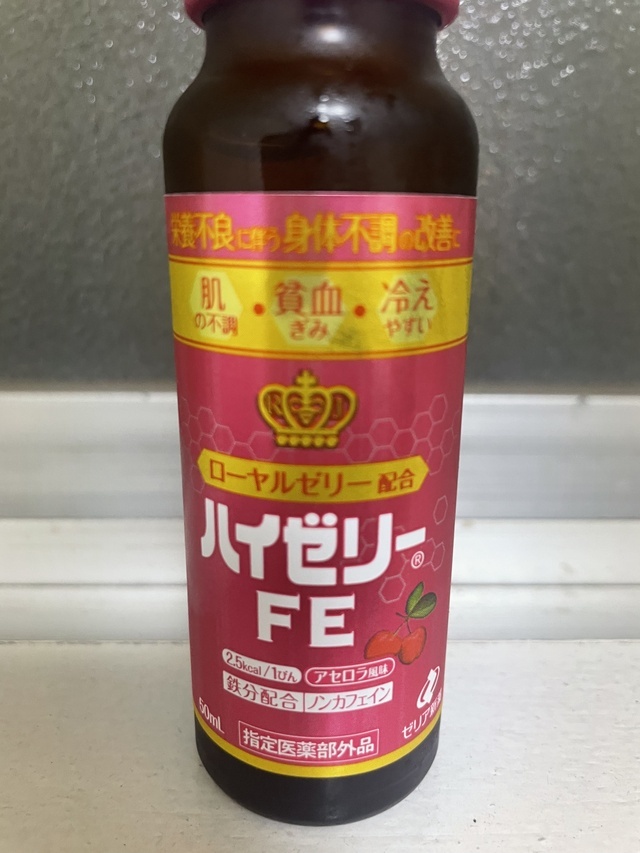 栄養不良に伴う身体不調の改善に
肌の不調・貧血ぎみ・冷えやすい
ローヤルゼリー配合
ハイゼリー®
FE
2.5kcal/1びん アセロラ風味
鉄分配合 ノンカフェイン
50mL
ゼリア新薬
指定医薬部外品